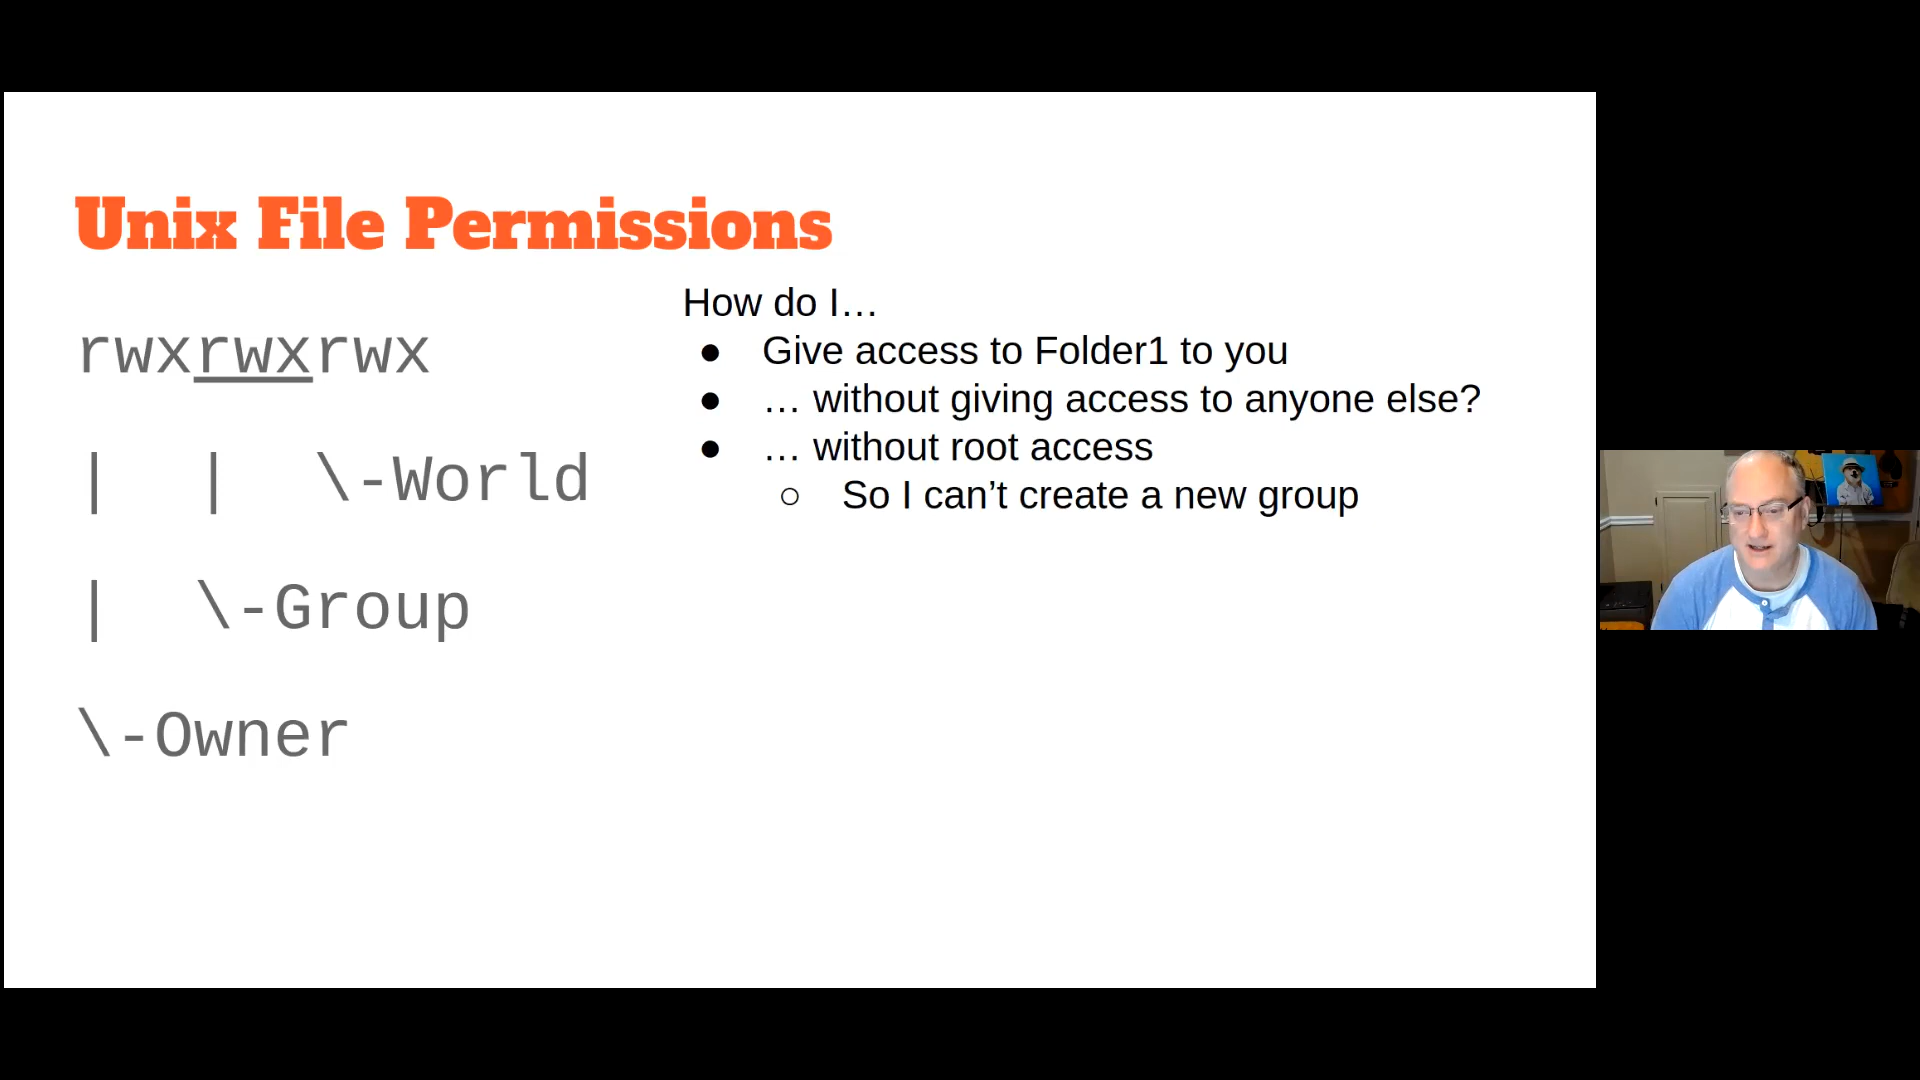 Unix File Permissions
rwxrwxrwx
| | \-World
| \-Group
\-Owner
How do I…
● Give access to Folder1 to you
● … without giving access to anyone else?
● … without root access
○ So I can’t create a new group